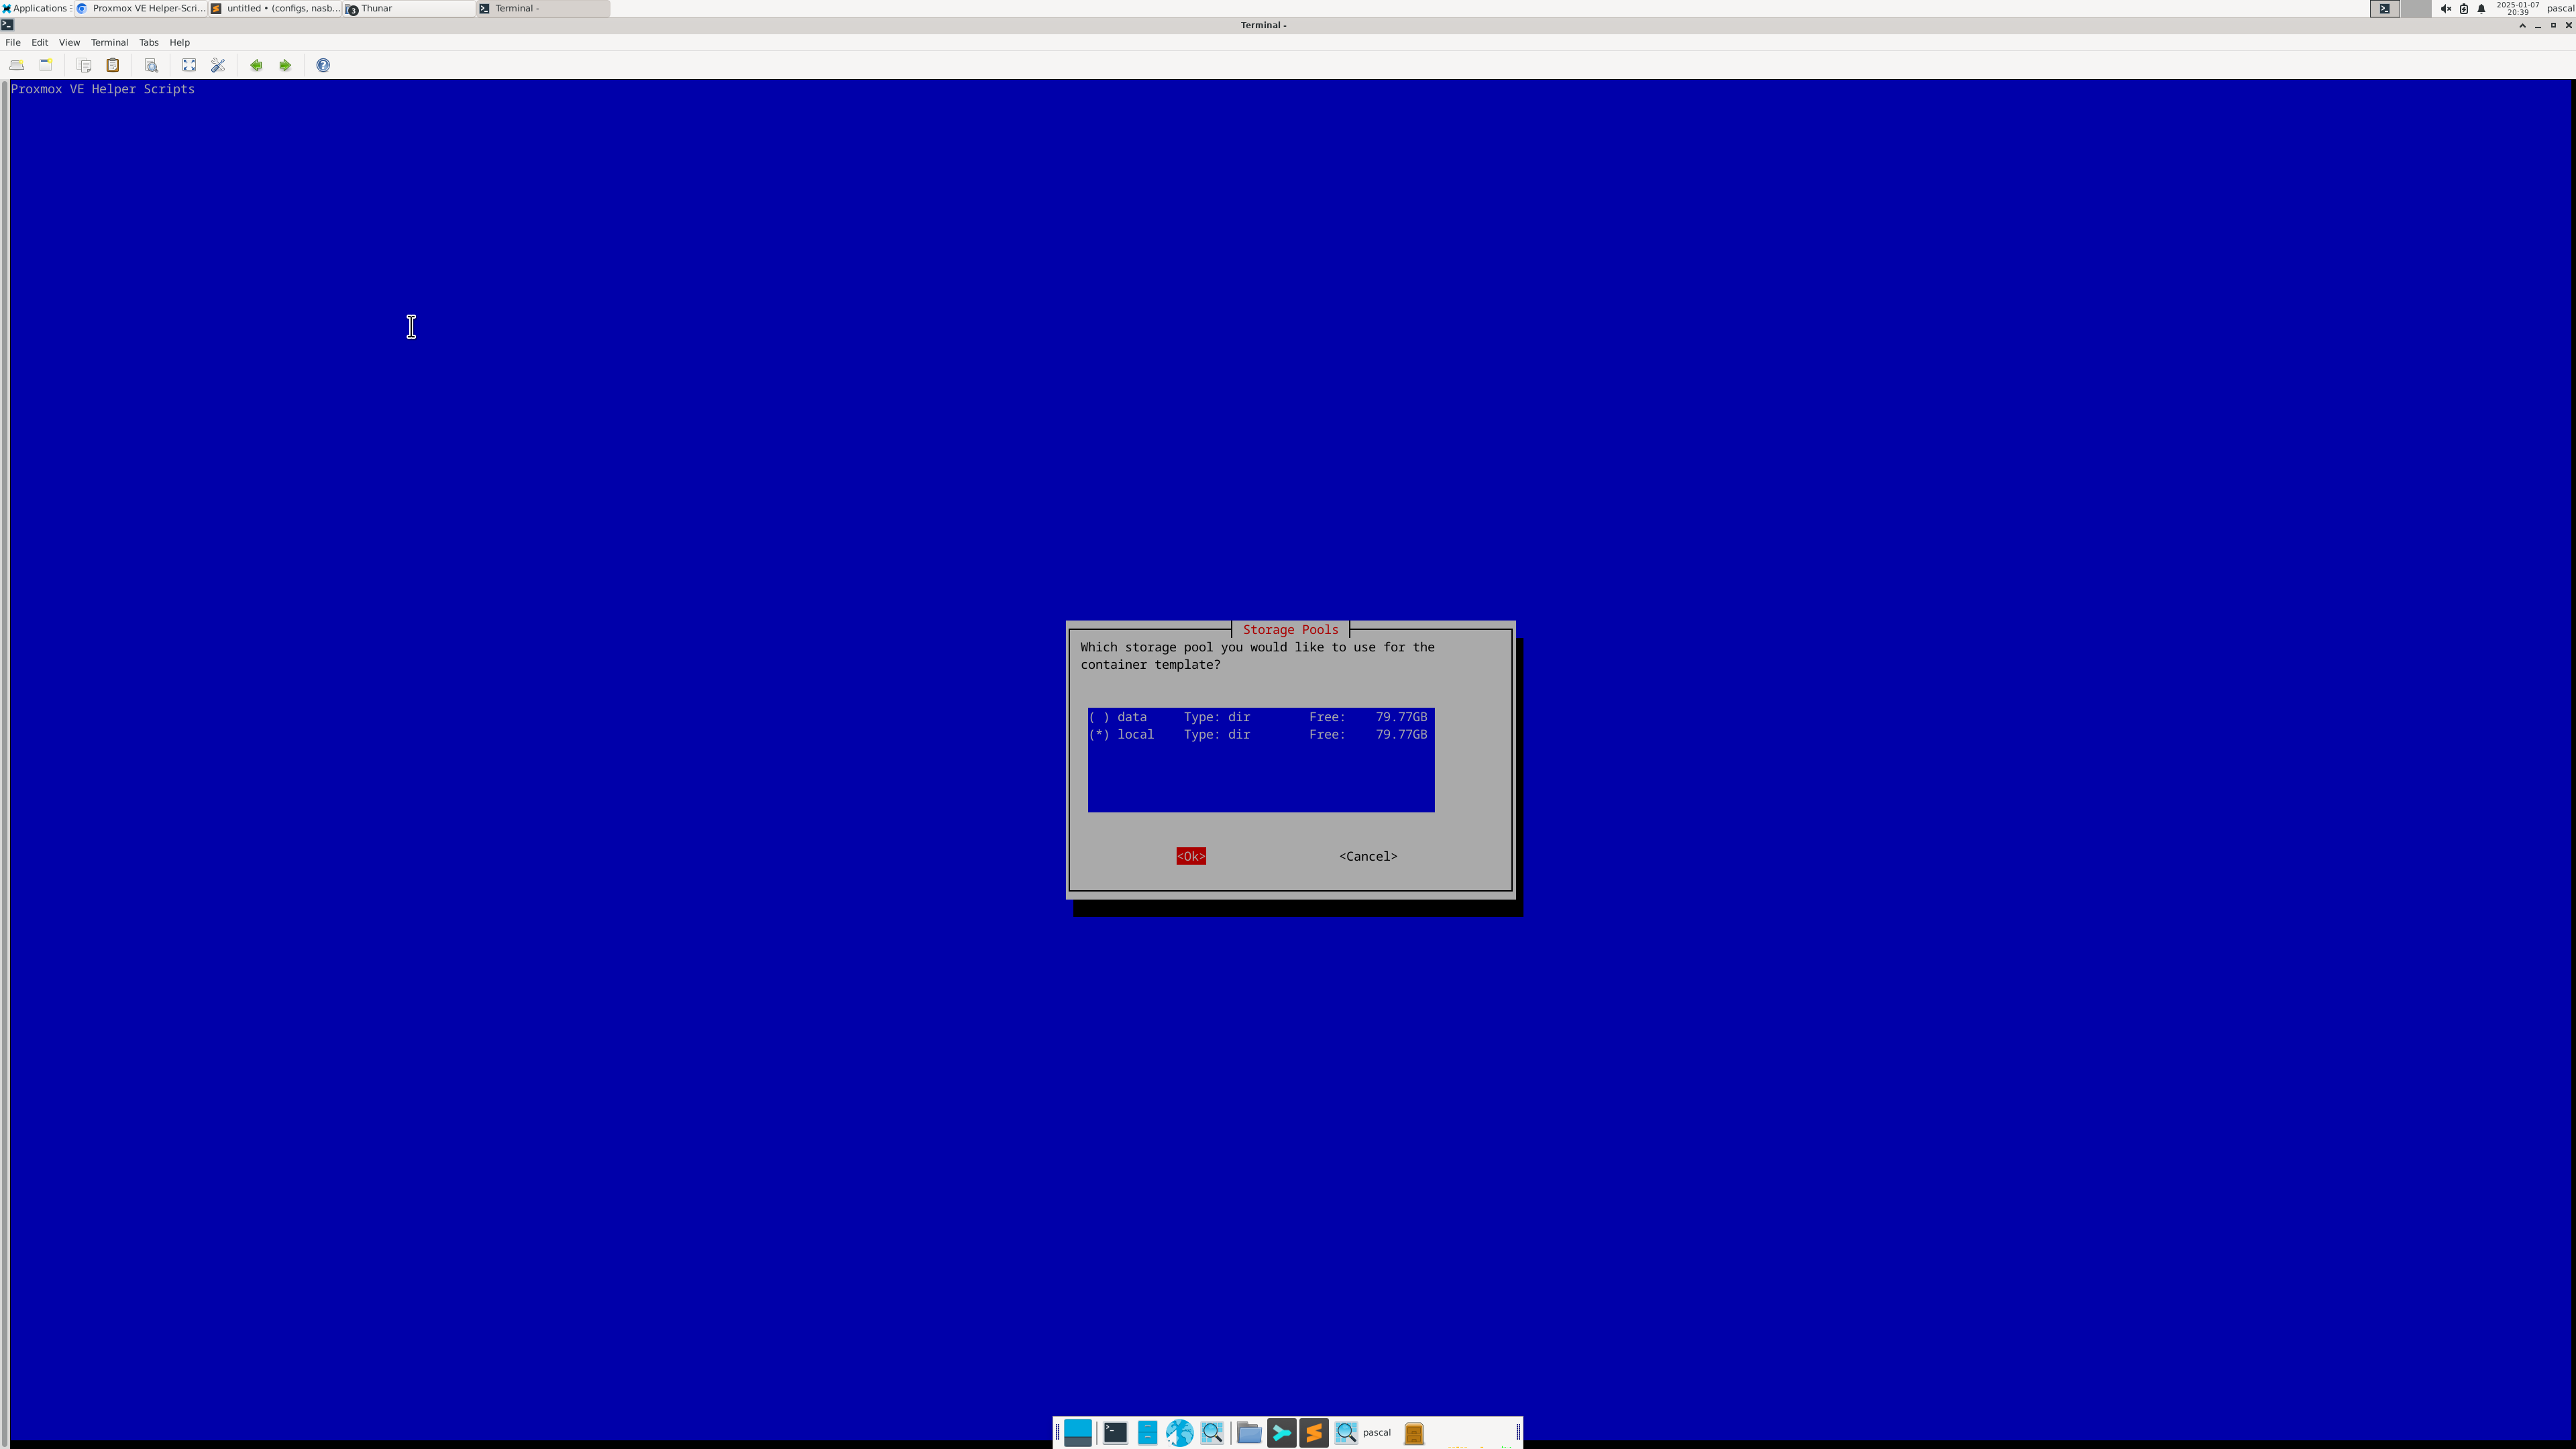 Applications
Proxmox VE Helper-Scri...
untitled • (configs, nasb...
3
Thunar
Terminal -
2025-01-07
20:39
pascal
Terminal -
File Edit View Terminal Tabs Help
Proxmox VE Helper Scripts
Storage Pools
Which storage pool you would like to use for the
container template?
( ) data Type: dir Free: 79.77GB
(*) local Type: dir Free: 79.77GB
<Ok> <Cancel>
pascal